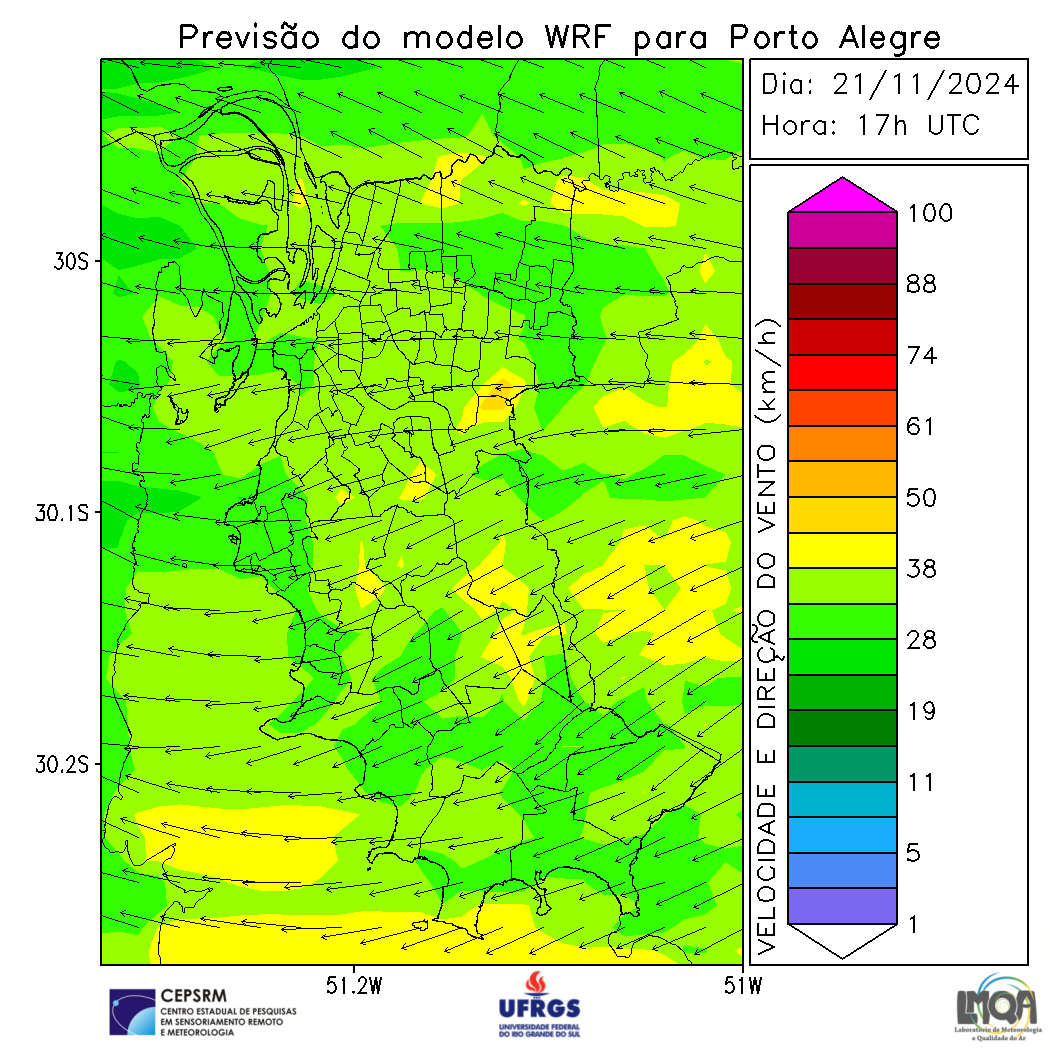 Previsão do modelo WRF para Porto Alegre
Dia: 21/11/2024
Hora: 17h UTC
30S
30.1S
30.2S
51.2W
51W
VELOCIDADE E DIREÇÃO DO VENTO (km/h)
100
88
74
61
50
38
28
19
11
5
1
CEPSRM
CENTRO ESTADUAL DE PESQUISAS
EM SENSORIAMENTO REMOTO
E METEOROLOGIA
UFRGS
UNIVERSIDADE FEDERAL
DO RIO GRANDE DO SUL
LMQA
Laboratório de Meteorologia
e Qualidade do Ar